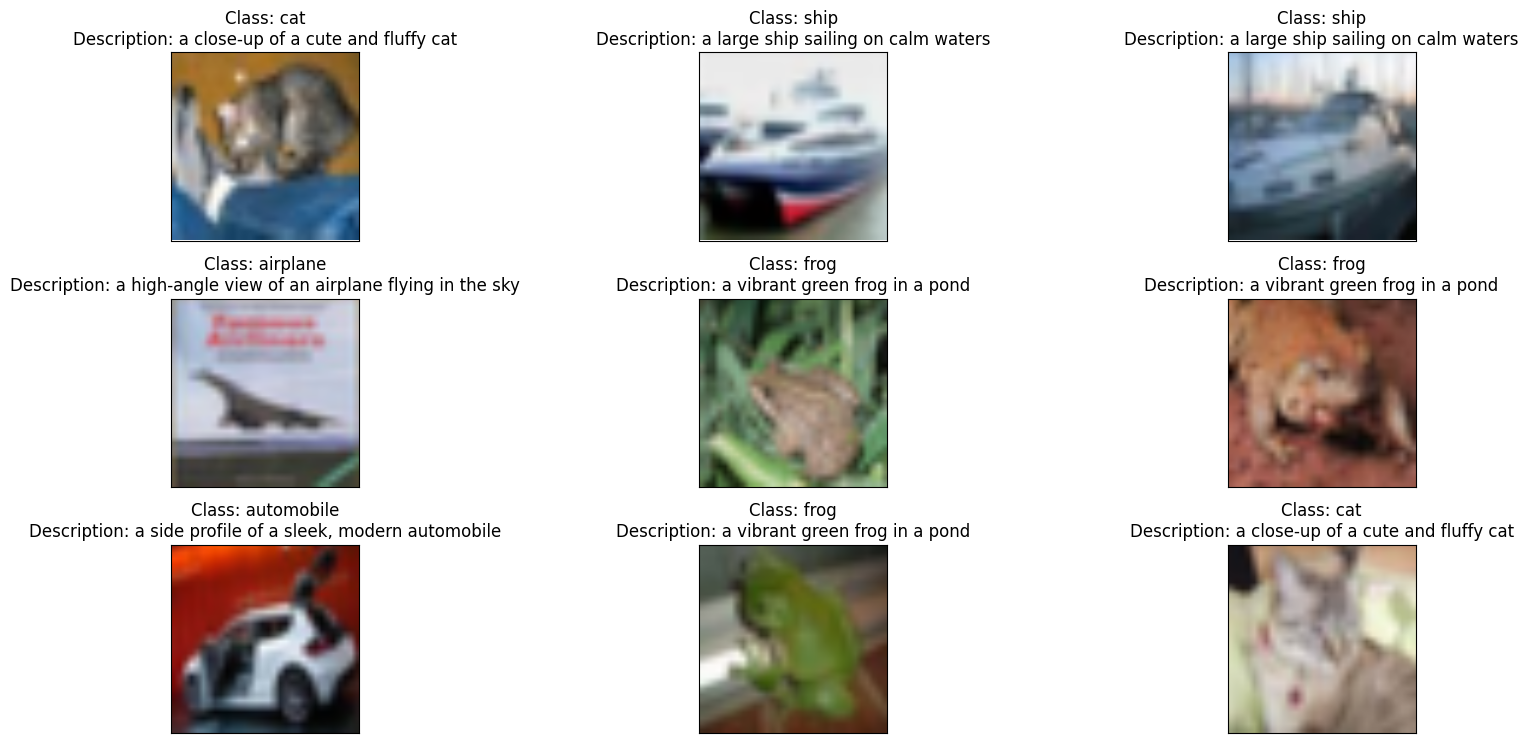 Class: cat
Description: a close-up of a cute and fluffy cat
Class: ship
Description: a large ship sailing on calm waters
Class: ship
Description: a large ship sailing on calm waters
Class: airplane
Description: a high-angle view of an airplane flying in the sky
Class: frog
Description: a vibrant green frog in a pond
Class: frog
Description: a vibrant green frog in a pond
Class: automobile
Description: a side profile of a sleek, modern automobile
Class: frog
Description: a vibrant green frog in a pond
Class: cat
Description: a close-up of a cute and fluffy cat